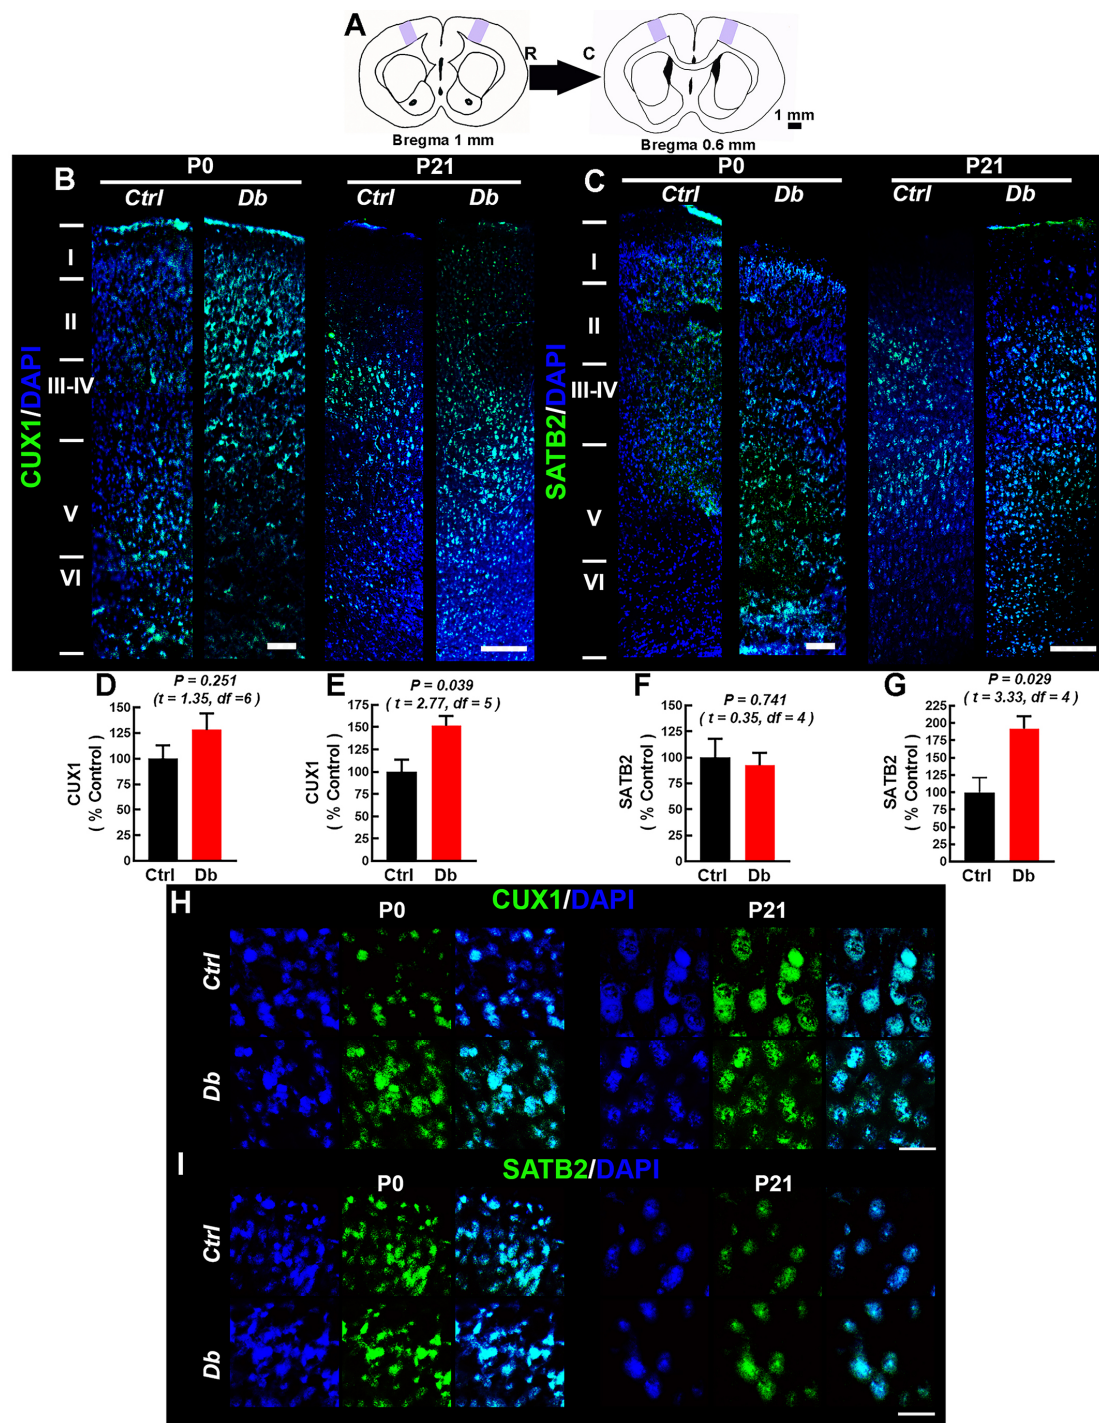 A
R
C
1 mm
Bregma 1 mm
Bregma 0.6 mm
B
P0
P21
Ctrl
Db
Ctrl
Db
C
P0
P21
Ctrl
Db
Ctrl
Db
CUX1/DAPI
I
II
III-IV
V
VI
SATB2/DAPI
I
II
III-IV
V
VI
D
P = 0.251
( t = 1.35, df =6 )
CUX1
( % Control )
150
125
100
75
50
25
0
Ctrl
Db
E
P = 0.039
( t = 2.77, df = 5 )
CUX1
( % Control )
175
150
125
100
75
50
25
0
Ctrl
Db
F
P = 0.741
( t = 0.35, df = 4 )
SATB2
( % Control )
150
125
100
75
50
25
0
Ctrl
Db
G
P = 0.029
( t = 3.33, df = 4 )
SATB2
( % Control )
225
200
175
150
125
100
75
50
25
0
Ctrl
Db
H
CUX1/DAPI
P0
P21
Ctrl
Db
I
SATB2/DAPI
P0
P21
Ctrl
Db